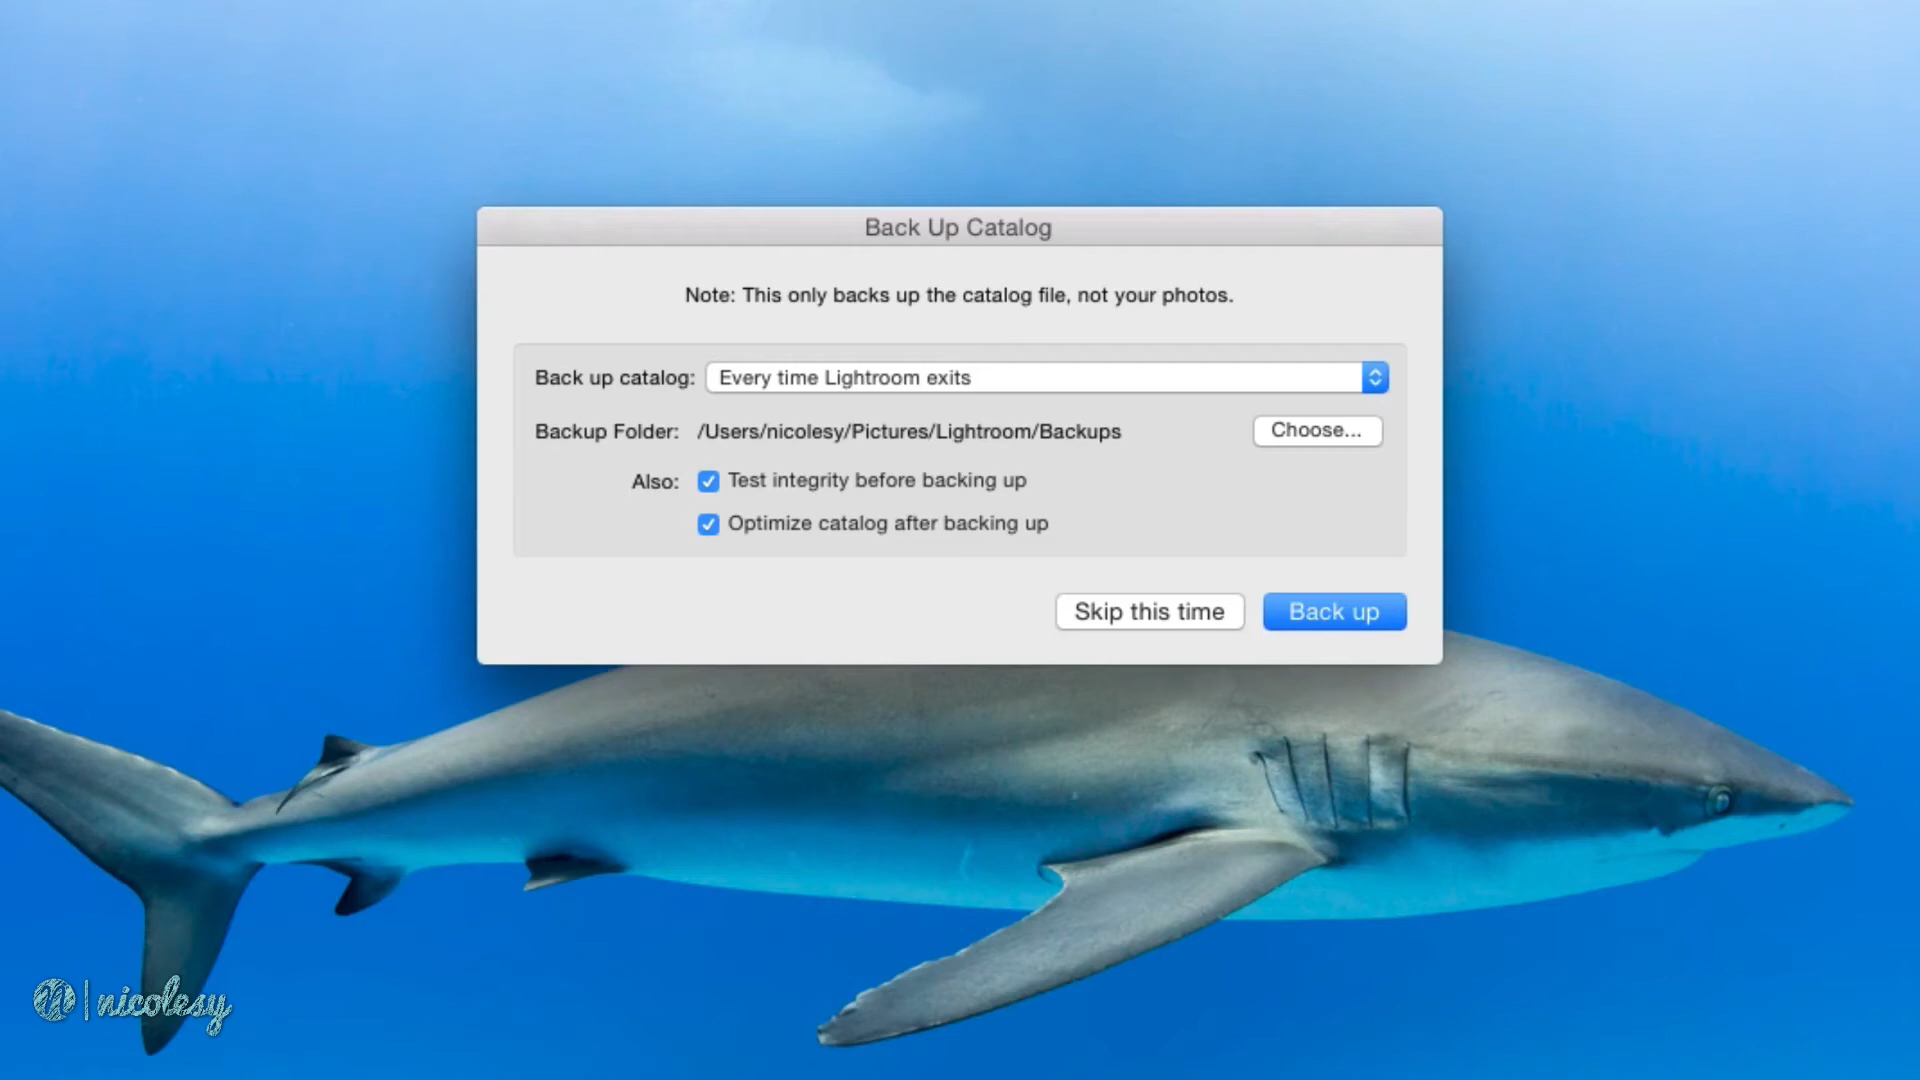 Back Up Catalog
Note: This only backs up the catalog file, not your photos.
Back up catalog: Every time Lightroom exits
Backup Folder: /Users/nicolesy/Pictures/Lightroom/Backups Choose...
Also: Test integrity before backing up
Optimize catalog after backing up
Skip this time Back up
n | nicolesy